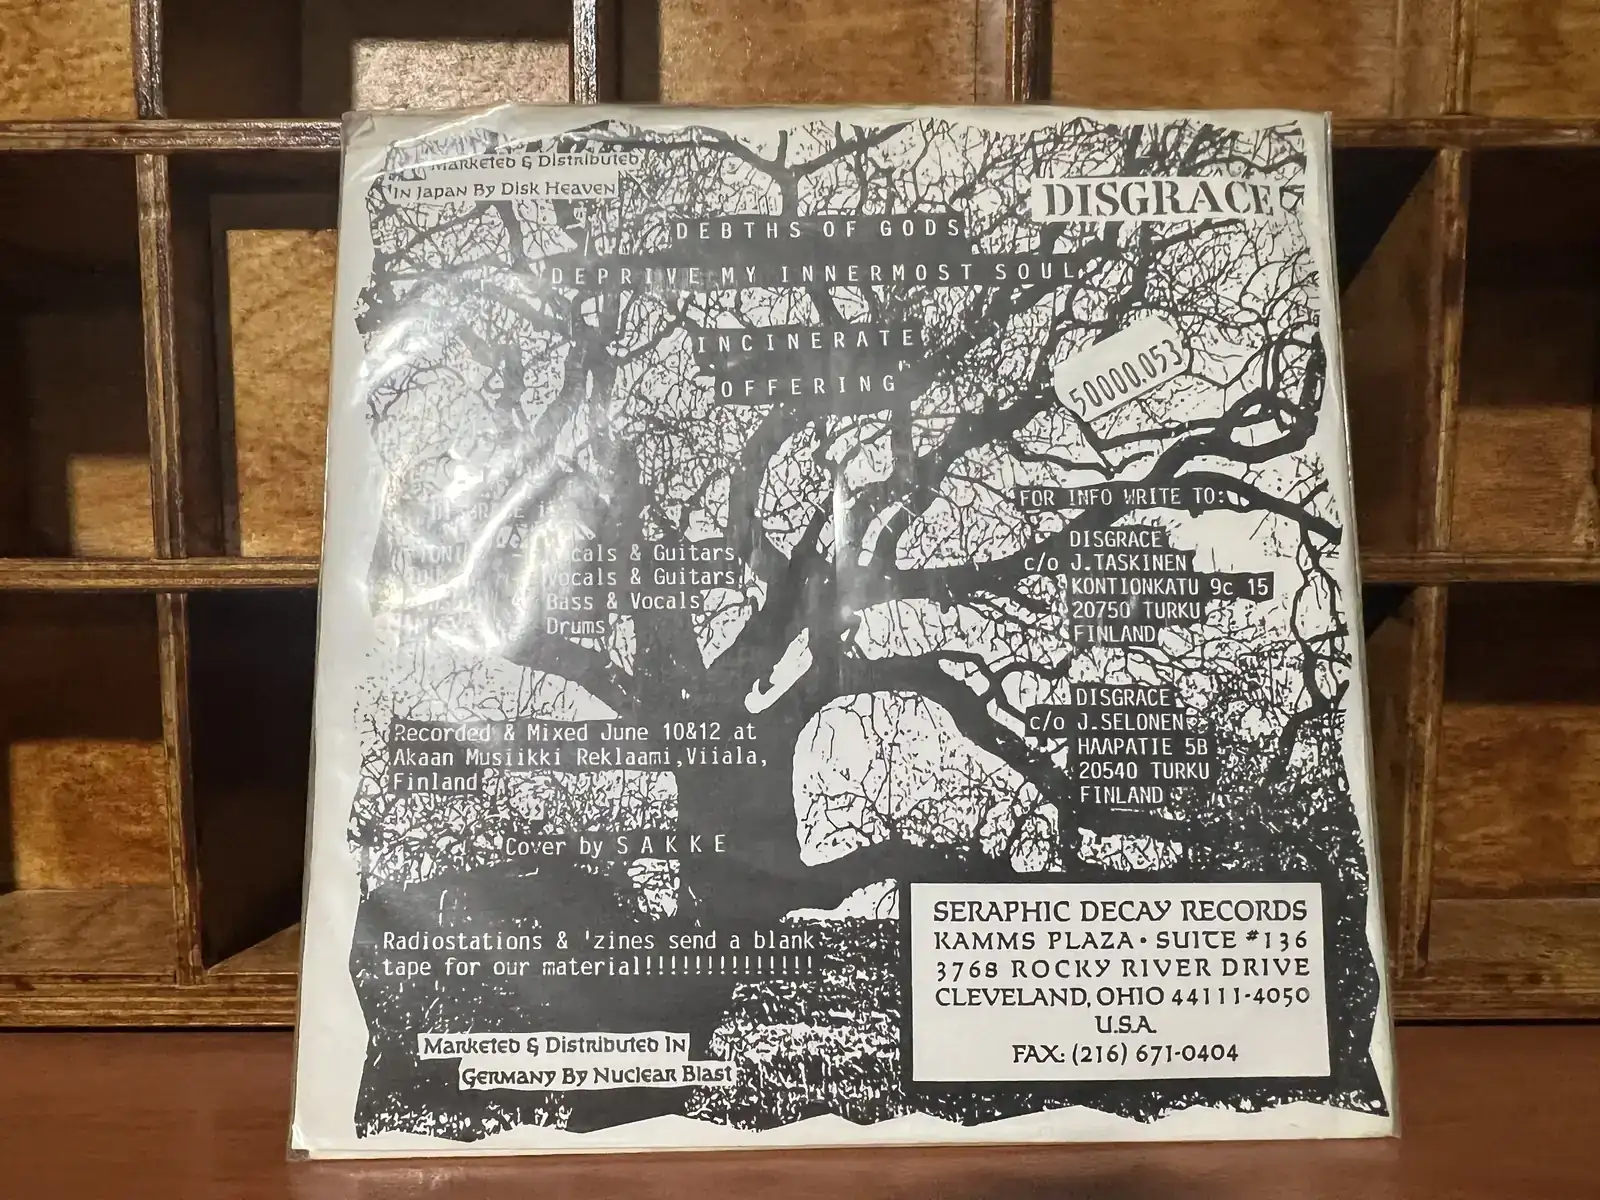 Marketed & Distributed
In Japan By Disk Heaven
DISGRACE
DEBTHS OF GODS
DEPRIVE MY INNERMOST SOUL
INCINERATE
OFFERING
50000.053
FOR INFO WRITE TO:
DISGRACE
c/o J.TASKINEN
KONTIONKATU 9c 15
20750 TURKU
FINLAND
Vocals & Guitars
Vocals & Guitars
Bass & Vocals
Drums
DISGRACE
c/o J.SELONEN
HAAPATIE 5B
20540 TURKU
FINLAND
Recorded & Mixed June 10&12 at
Akaan Musiikki Reklaami,Viiala,
Finland
Cover by SAKKE
Radiostations & 'zines send a blank
tape for our material!!!!!!!!!!!!!!
Marketed & Distributed In
Germany By Nuclear Blast
SERAPHIC DECAY RECORDS
KAMMS PLAZA • SUITE #136
3768 ROCKY RIVER DRIVE
CLEVELAND, OHIO 44111-4050
U.S.A.
FAX: (216) 671-0404